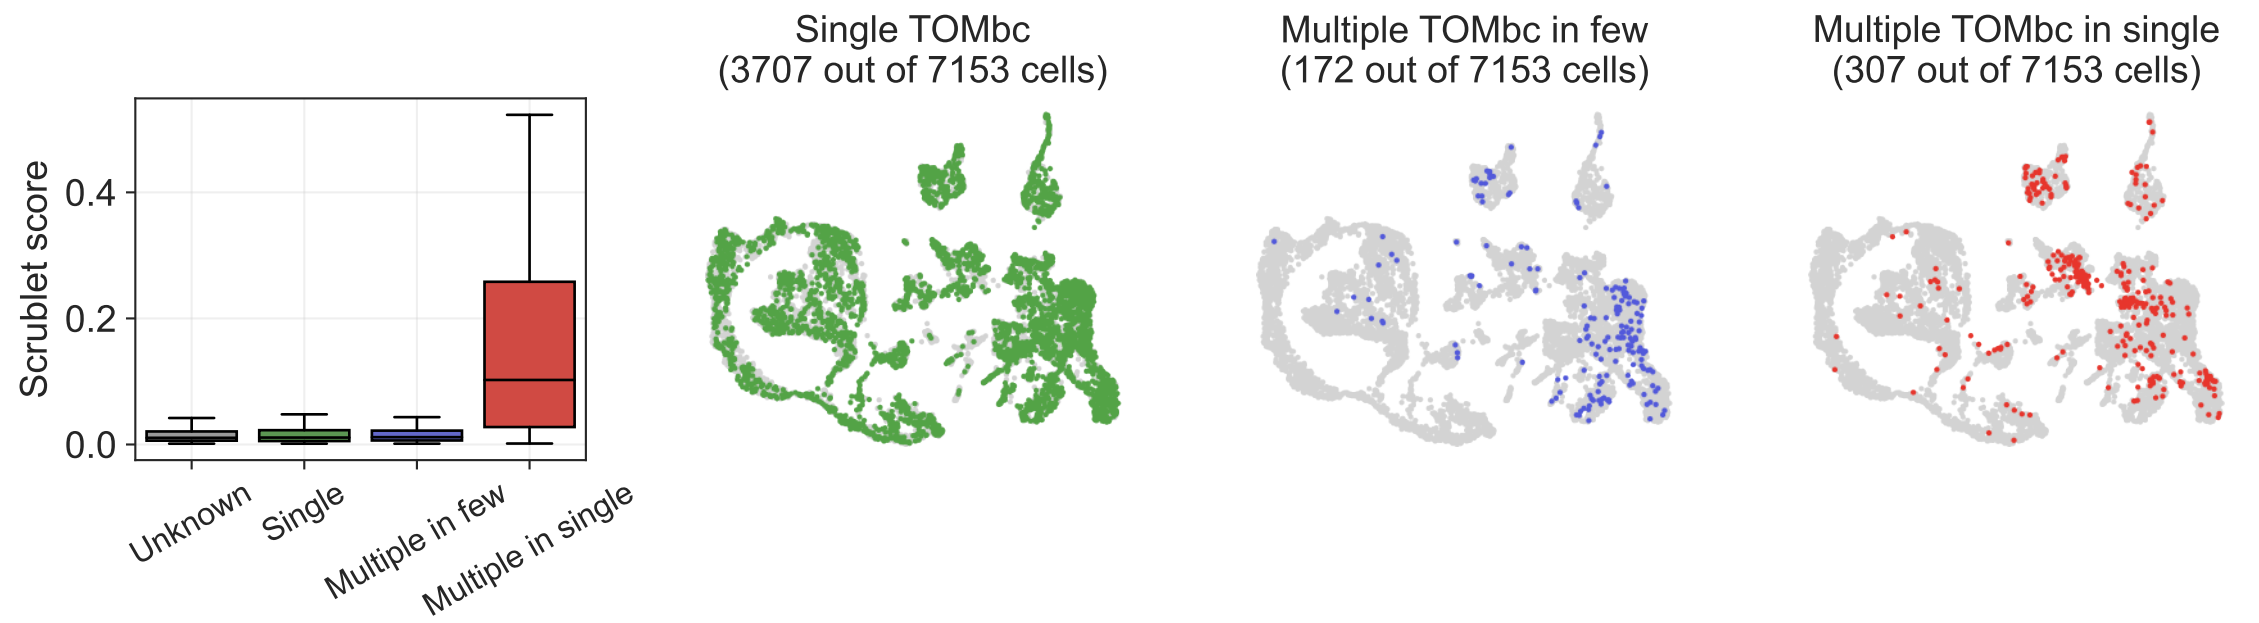 Single TOMbc
(3707 out of 7153 cells)
Multiple TOMbc in few
(172 out of 7153 cells)
Multiple TOMbc in single
(307 out of 7153 cells)
Scrublet score
0.4
0.2
0.0
Unknown
Single
Multiple in few
Multiple in single